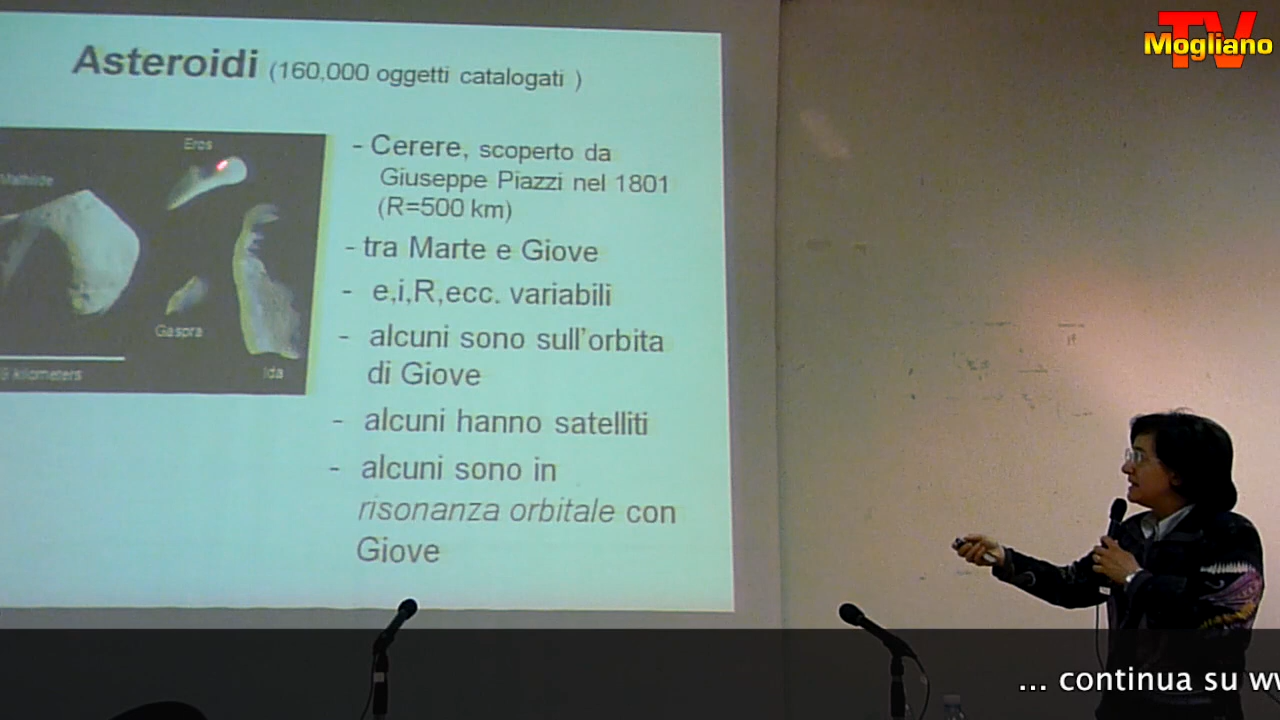 TV
Mogliano
Asteroidi (160,000 oggetti catalogati )
Eros
Mathilde
Gaspra
Ida
kilometers
- Cerere, scoperto da
Giuseppe Piazzi nel 1801
(R=500 km)
- tra Marte e Giove
- e,i,R,ecc. variabili
- alcuni sono sull'orbita
di Giove
- alcuni hanno satelliti
- alcuni sono in
risonanza orbitale con
Giove
... continua su